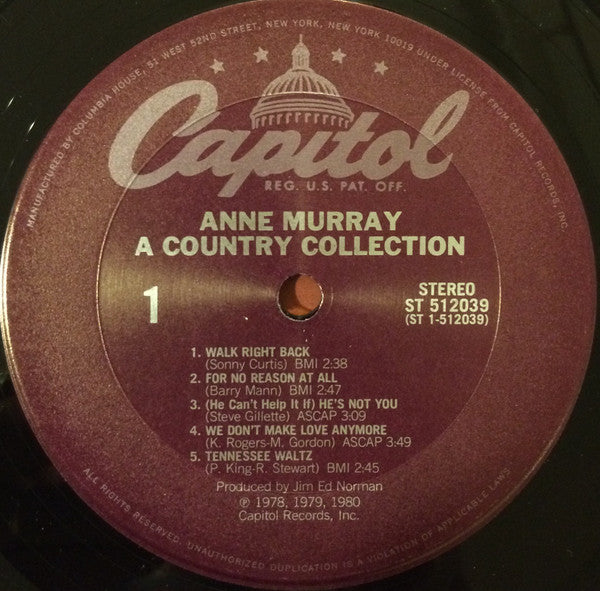 MANUFACTURED BY COLUMBIA HOUSE, 51 WEST 52ND STREET, NEW YORK, NEW YORK 10019 UNDER LICENSE FROM CAPITOL RECORDS, INC.
Capitol
REG. U.S. PAT. OFF.
ANNE MURRAY
A COUNTRY COLLECTION
1
STEREO
ST 512039
(ST 1-512039)
1. WALK RIGHT BACK
(Sonny Curtis) BMI 2:38
2. FOR NO REASON AT ALL
(Barry Mann) BMI 2:47
3. (He Can't Help It If) HE'S NOT YOU
(Steve Gillette) ASCAP 3:09
4. WE DON'T MAKE LOVE ANYMORE
(K. Rogers-M. Gordon) ASCAP 3:49
5. TENNESSEE WALTZ
(P. King-R. Stewart) BMI 2:45
Produced by Jim Ed Norman
℗ 1978, 1979, 1980
Capitol Records, Inc.
ALL RIGHTS RESERVED. UNAUTHORIZED DUPLICATION IS A VIOLATION OF APPLICABLE LAWS.